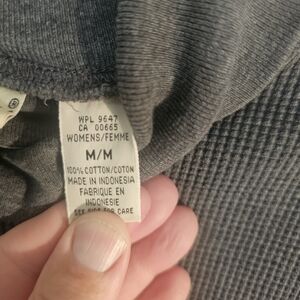 WPL 9647
CA 00665
WOMENS/FEMME
M/M
100% COTTON/COTON
MADE IN INDONESIA
FABRIQUE EN
INDONESIE
SEE SIDE FOR CARE